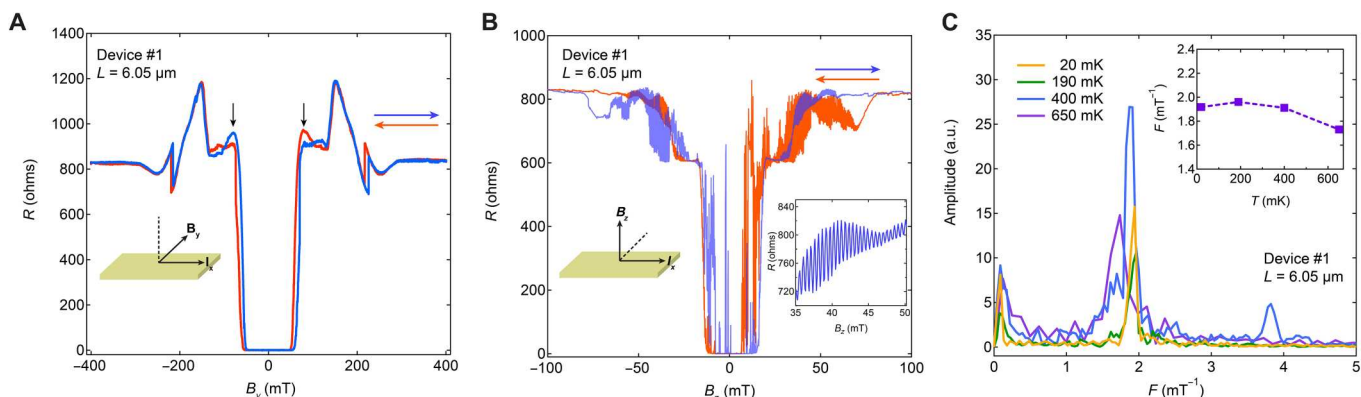 A
1400
1200
1000
800
600
400
200
0
R (ohms)
Device #1
L = 6.05 µm
B_y
I_x
−400
−200
0
200
400
B_y (mT)
B
1000
800
600
400
200
0
R (ohms)
Device #1
L = 6.05 µm
B_z
I_x
840
800
760
720
R (ohms)
35
40
45
50
B_z (mT)
−100
−50
0
50
100
(mT)
C
35
30
25
20
15
10
5
0
Amplitude (a.u.)
20 mK
190 mK
400 mK
650 mK
2.4
2.2
2.0
1.8
1.6
1.4
F (mT⁻¹)
0
200
400
600
T (mK)
Device #1
L = 6.05 µm
0
1
2
3
4
5
F (mT⁻¹)